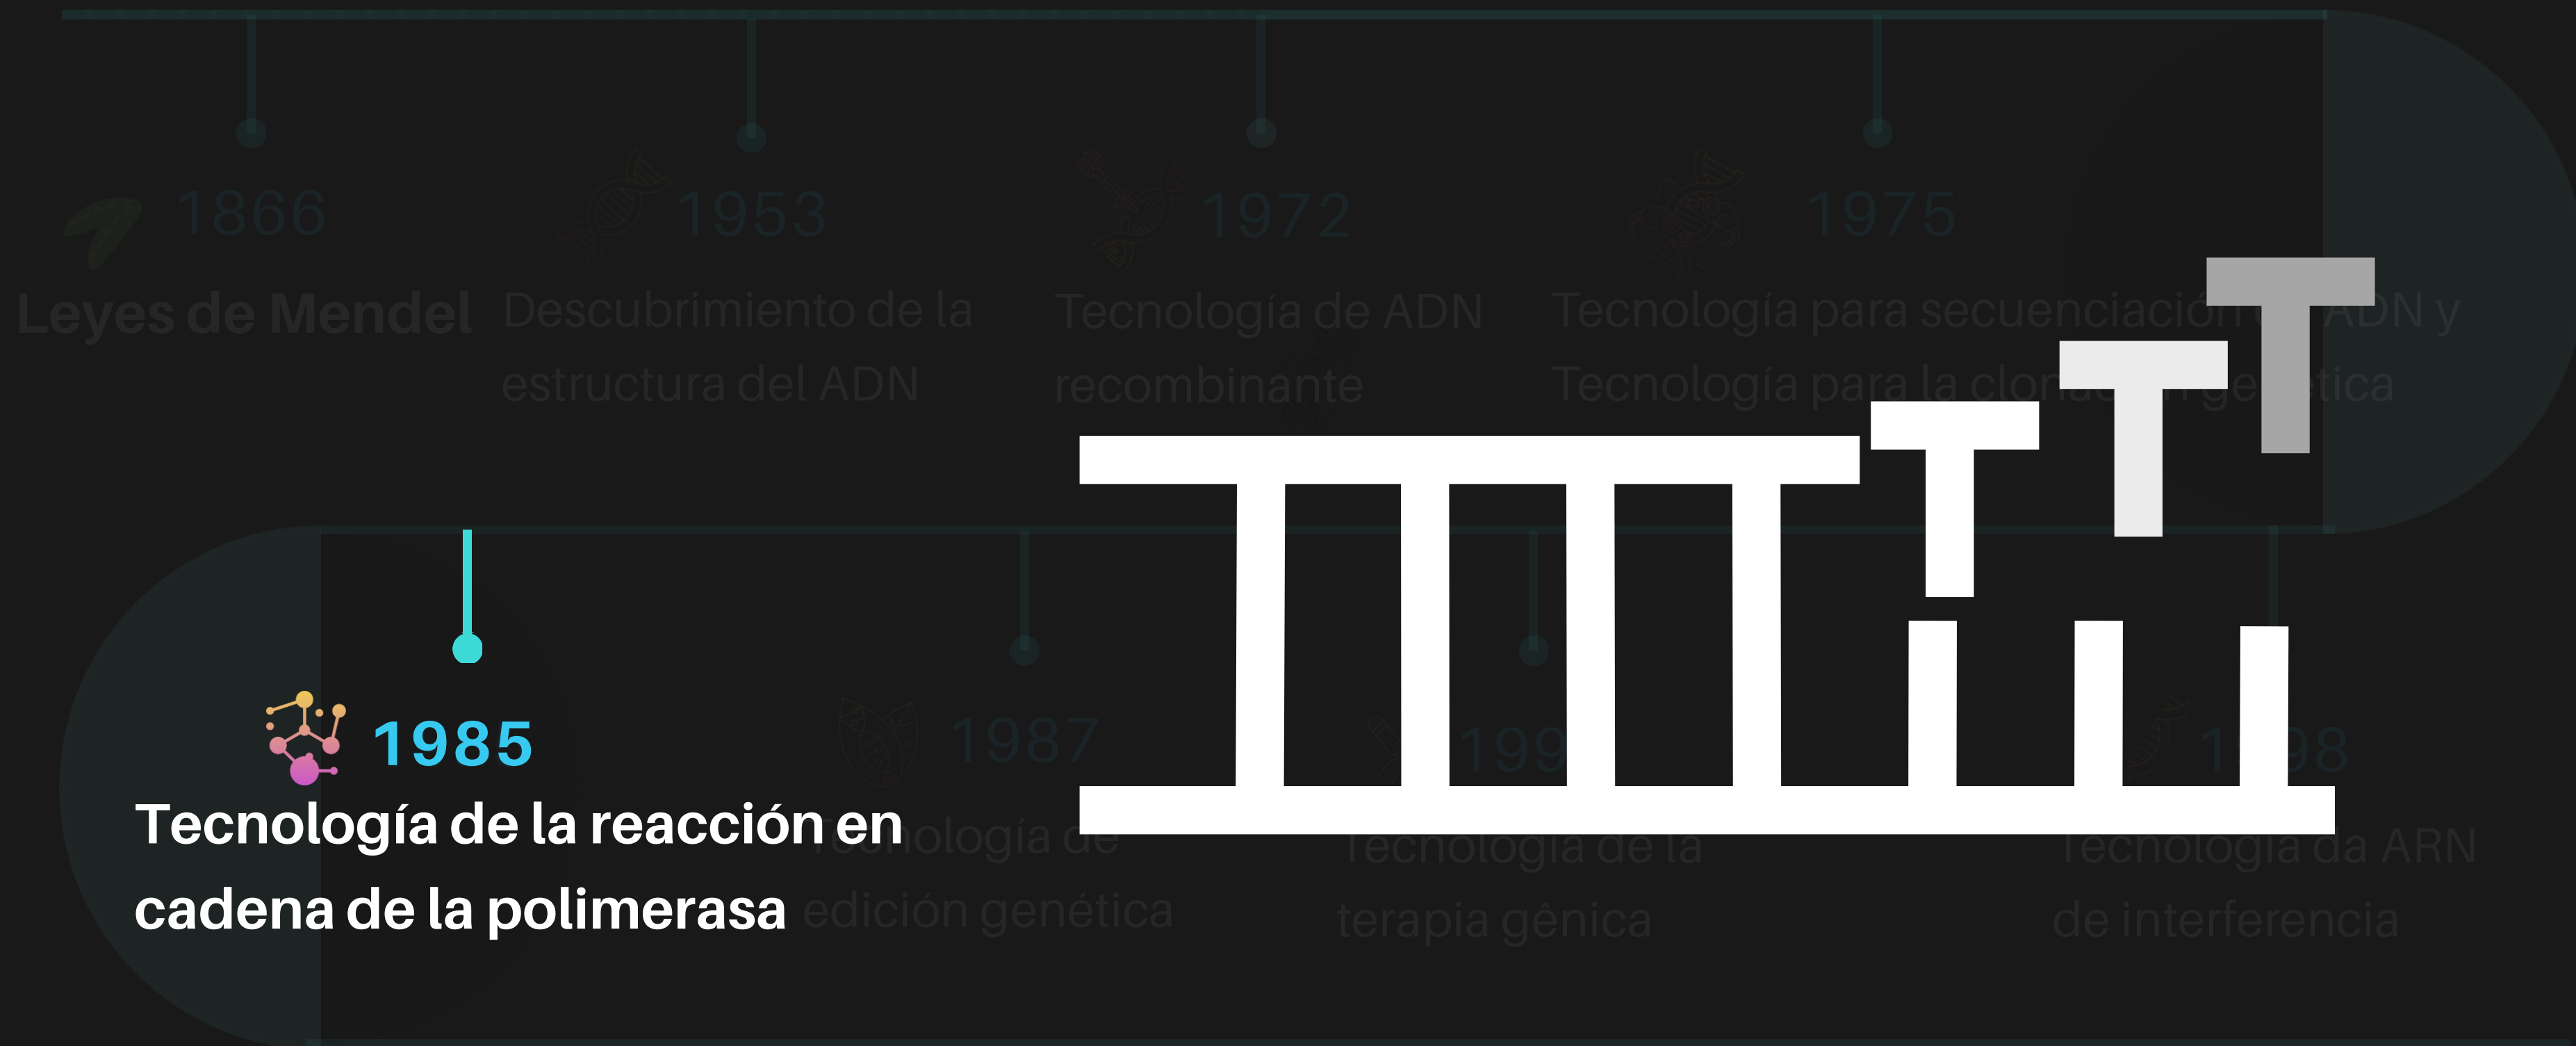 1866
Leyes de Mendel
1953
Descubrimiento de la
estructura del ADN
1972
Tecnología de ADN
recombinante
1975
Tecnología para secuenciación ADN y
Tecnología para la
1985
Tecnología de la reacción en
cadena de la polimerasa
1987
Tecnología de
edición genética
Tecnología de la
terapia gênica
Tecnología da ARN
de interferencia